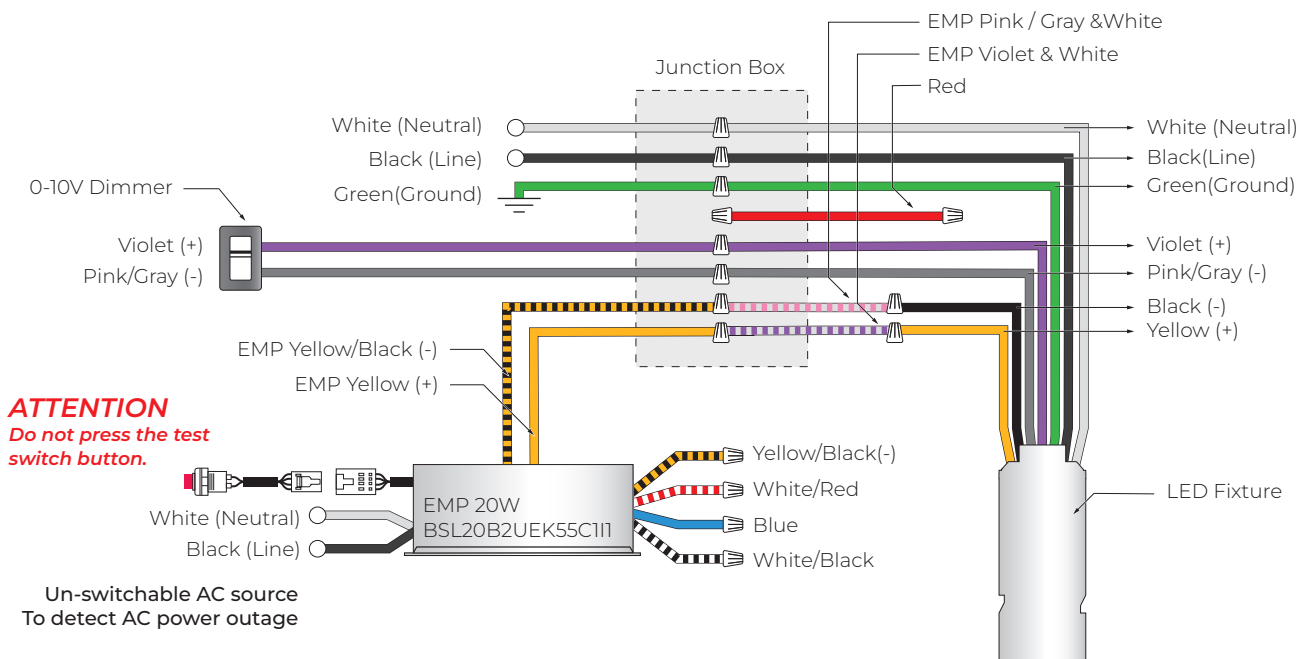 EMP Pink / Gray &White
EMP Violet & White
Red
Junction Box
White (Neutral)
Black (Line)
Green(Ground)
White (Neutral)
Black(Line)
Green(Ground)
0-10V Dimmer
Violet (+)
Pink/Gray (-)
Violet (+)
Pink/Gray (-)
Black (-)
Yellow (+)
EMP Yellow/Black (-)
EMP Yellow (+)
ATTENTION
Do not press the test
switch button.
Yellow/Black(-)
White/Red
Blue
White/Black
EMP 20W
BSL20B2UEK55C1I1
White (Neutral)
Black (Line)
LED Fixture
Un-switchable AC source
To detect AC power outage